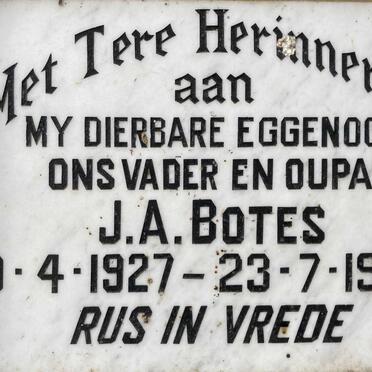 Met Tere Herinner
aan
MY DIERBARE EGGENOO
ONS VADER EN OUPA
J.A. BOTES
-4-1927 – 23-7-19
RUS IN VREDE